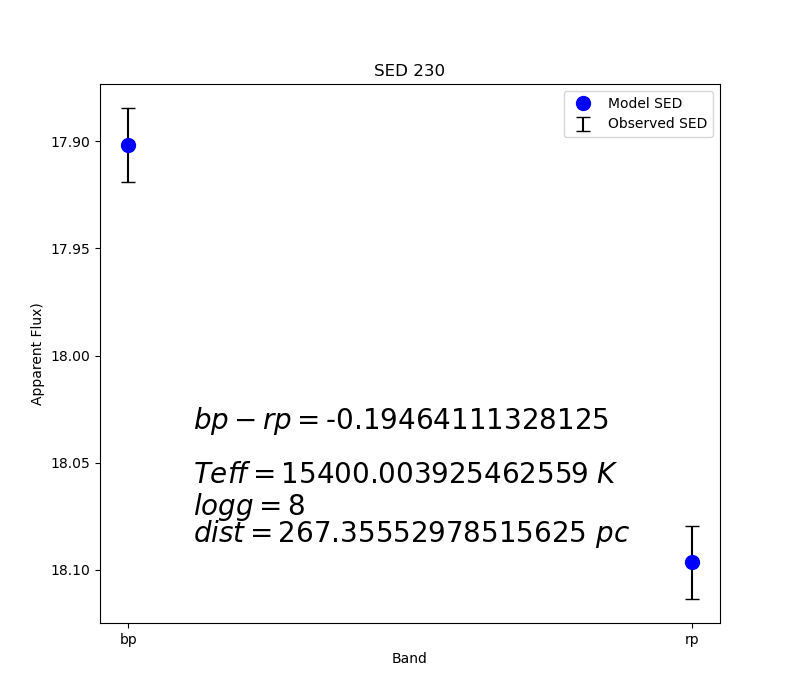 SED 230
Model SED
Observed SED
17.90
17.95
18.00
18.05
18.10
Apparent Flux)
bp − rp = -0.19464111328125
Teff = 15400.003925462559 K
logg = 8
dist = 267.35552978515625 pc
bp
rp
Band